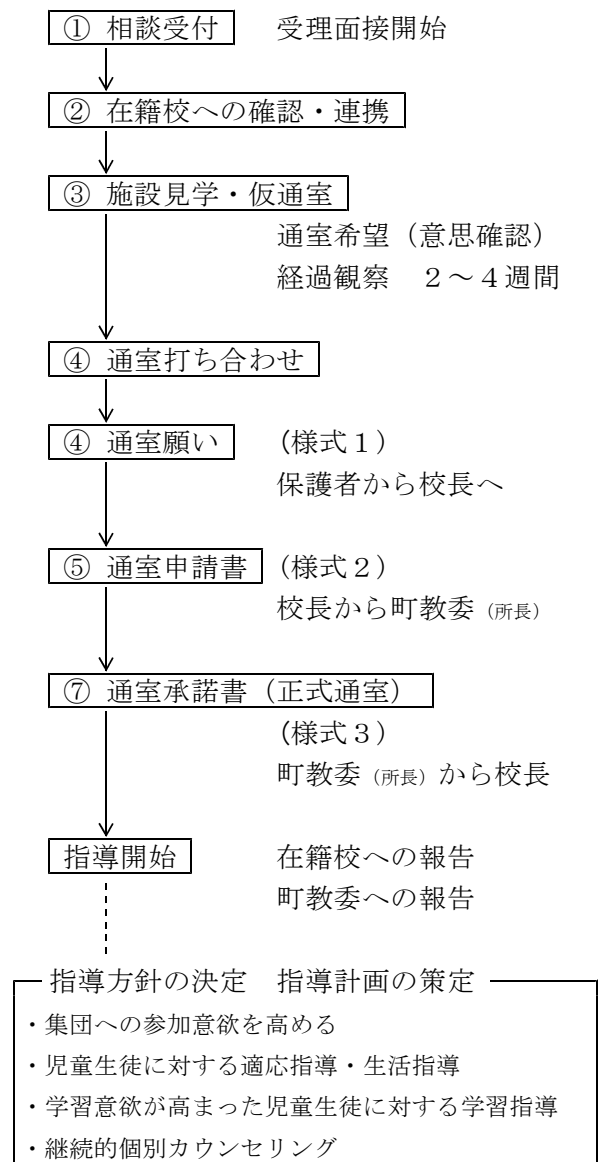 ① 相談受付　受理面接開始
② 在籍校への確認・連携
③ 施設見学・仮通室
通室希望（意思確認）
経過観察　２～４週間
④ 通室打ち合わせ
④ 通室願い　（様式１）
保護者から校長へ
⑤ 通室申請書　（様式２）
校長から町教委（所長）
⑦ 通室承諾書（正式通室）
（様式３）
町教委（所長）から校長
指導開始　在籍校への報告
町教委への報告
指導方針の決定　指導計画の策定
・集団への参加意欲を高める
・児童生徒に対する適応指導・生活指導
・学習意欲が高まった児童生徒に対する学習指導
・継続的個別カウンセリング